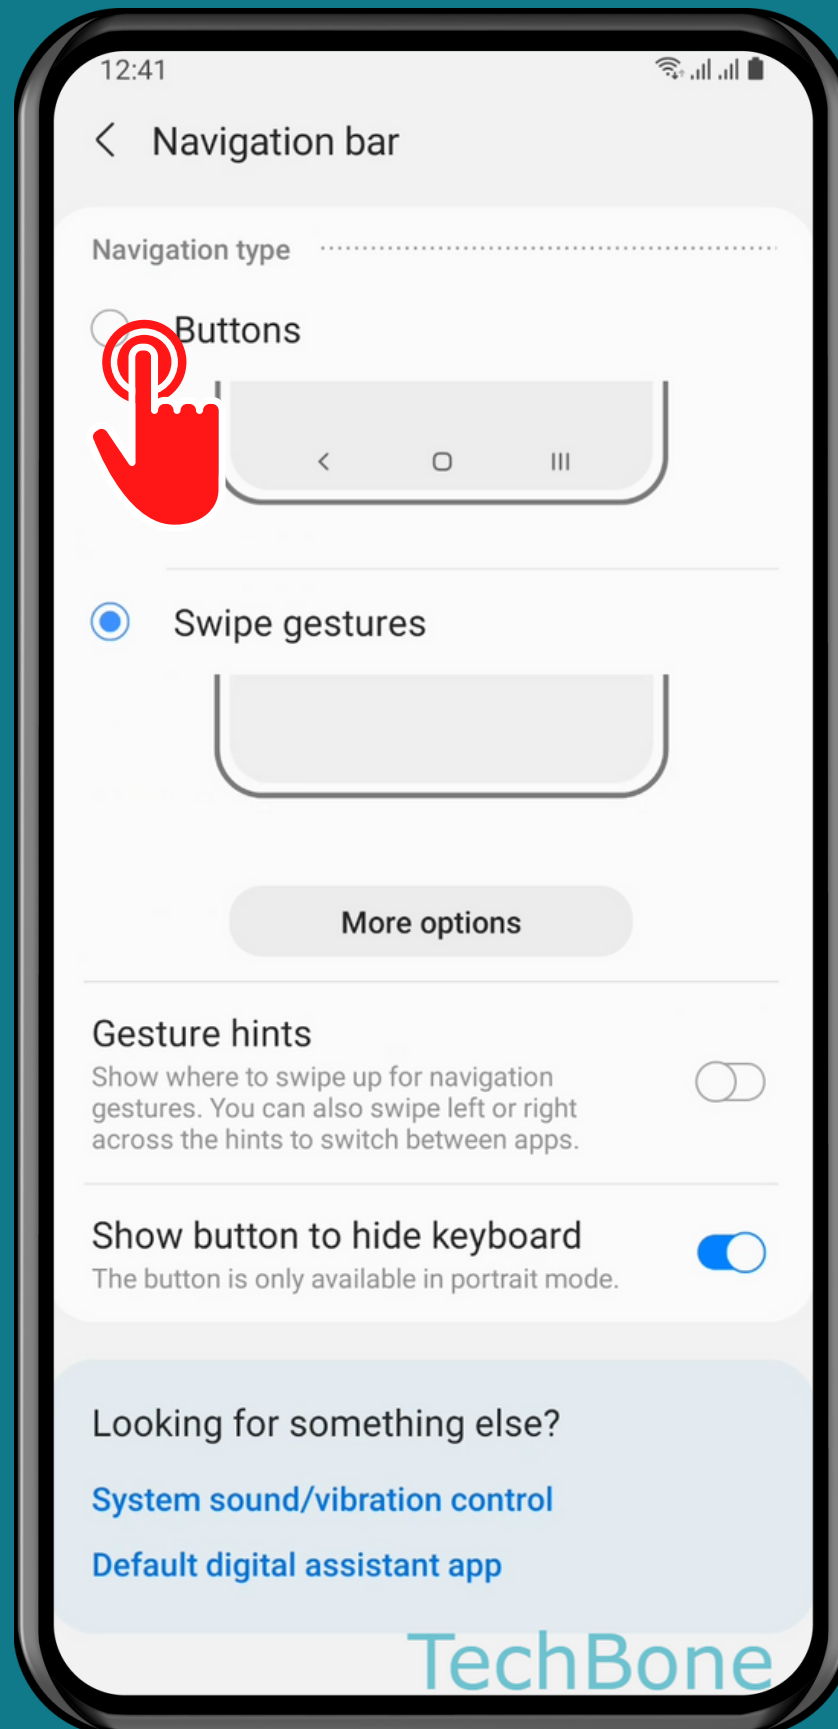 12:41
Navigation bar
Navigation type
Buttons
Swipe gestures
More options
Gesture hints
Show where to swipe up for navigation
gestures. You can also swipe left or right
across the hints to switch between apps.
Show button to hide keyboard
The button is only available in portrait mode.
Looking for something else?
System sound/vibration control
Default digital assistant app
TechBone